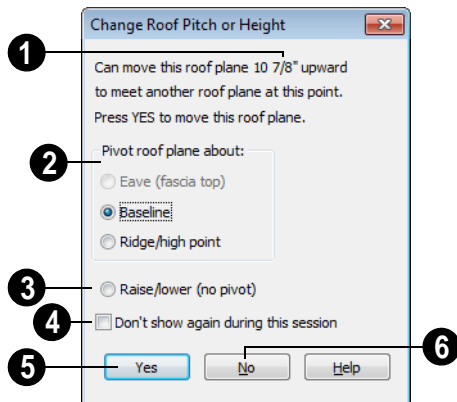 Change Roof Pitch or Height
1
Can move this roof plane 10 7/8" upward
to meet another roof plane at this point.
Press YES to move this roof plane.
2
Pivot roof plane about:
Eave (fascia top)
Baseline
Ridge/high point
3
Raise/lower (no pivot)
4
Don't show again during this session
6
5
Yes
No
Help